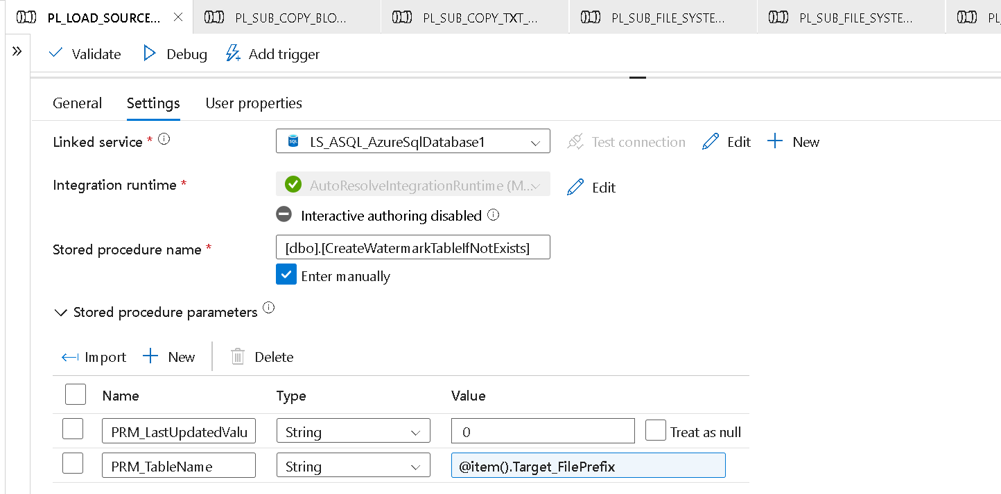 PL_LOAD_SOURCE...
PL_SUB_COPY_BLO...
PL_SUB_COPY_TXT_...
PL_SUB_FILE_SYSTE...
PL_SUB_FILE_SYSTE...
PL_
Validate
Debug
Add trigger
General
Settings
User properties
Linked service *
LS_ASQL_AzureSqlDatabase1
Test connection
Edit
New
Integration runtime *
AutoResolveIntegrationRuntime (M...
Edit
Interactive authoring disabled
Stored procedure name *
[dbo].[CreateWatermarkTableIfNotExists]
Enter manually
Stored procedure parameters
Import
New
Delete
Name
Type
Value
PRM_LastUpdatedValu
String
0
Treat as null
PRM_TableName
String
@item().Target_FilePrefix